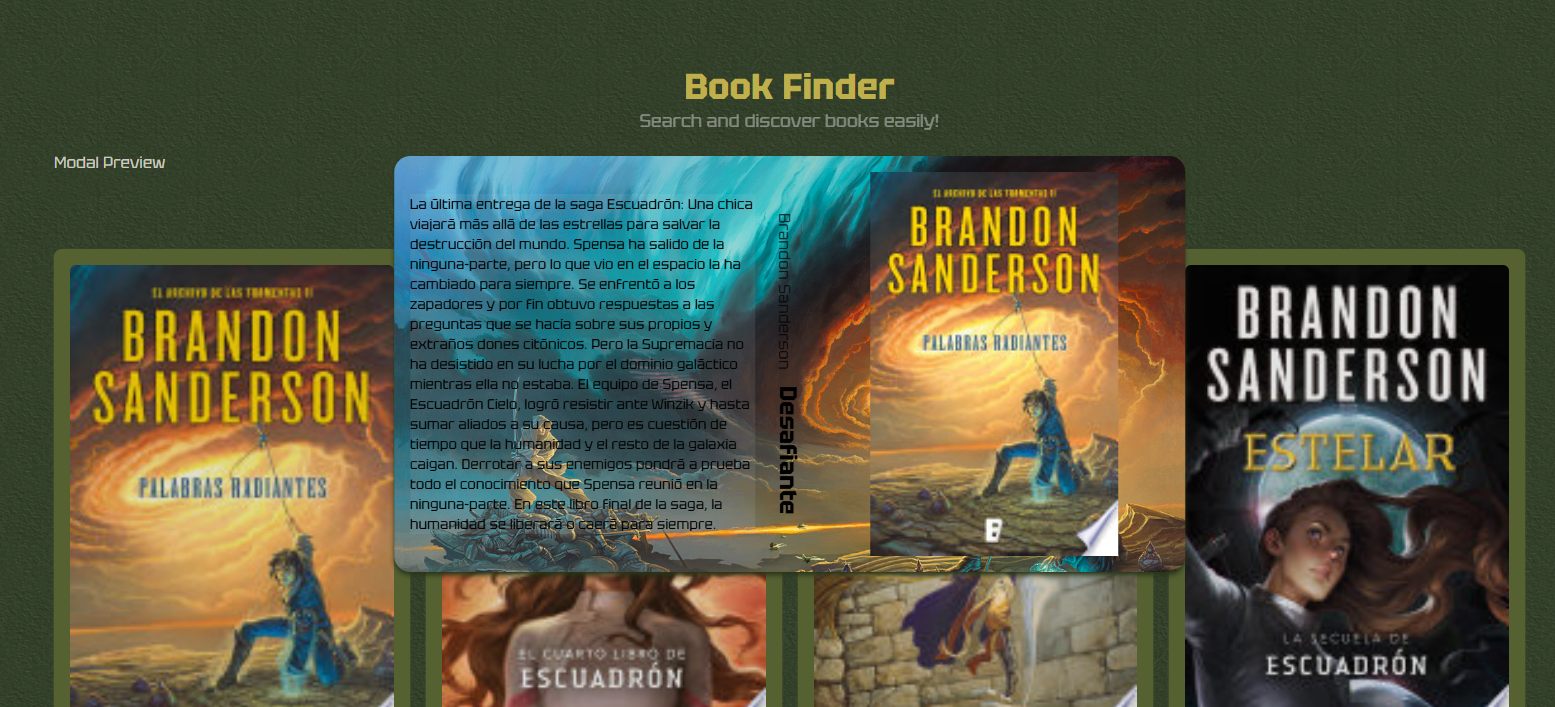 Book Finder
Search and discover books easily!
Modal Preview
La última entrega de la saga Escuadrón: Una chica
viajará más allá de las estrellas para salvar la
destrucción del mundo. Spensa ha salido de la
ninguna-parte, pero lo que vio en el espacio la ha
cambiado para siempre. Se enfrentó a los
zapadores y por fin obtuvo respuestas a las
preguntas que se hacía sobre sus propios y
extraños dones citónicos. Pero la Supremacía no
ha desistido en su lucha por el dominio galáctico
mientras ella no estaba. El equipo de Spensa, el
Escuadrón Cielo, logró resistir ante Winzik y hasta
sumar aliados a su causa, pero es cuestión de
tiempo que la humanidad y el resto de la galaxia
caigan. Derrotar a sus enemigos pondrá a prueba
todo el conocimiento que Spensa reunió en la
ninguna-parte. En este libro final de la saga, la
humanidad se liberará o caerá para siempre.
Brandon Sanderson Desafiante
EL ARCHIVO DE LAS TORMENTAS II
BRANDON
SANDERSON
PALABRAS RADIANTES
B
EL ARCHIVO DE LAS TORMENTAS II
BRANDON
SANDERSON
PALABRAS RADIANTES
EL CUARTO LIBRO DE
ESCUADRÓN
BRANDON
SANDERSON
ESTELAR
LA SECUELA DE
ESCUADRÓN